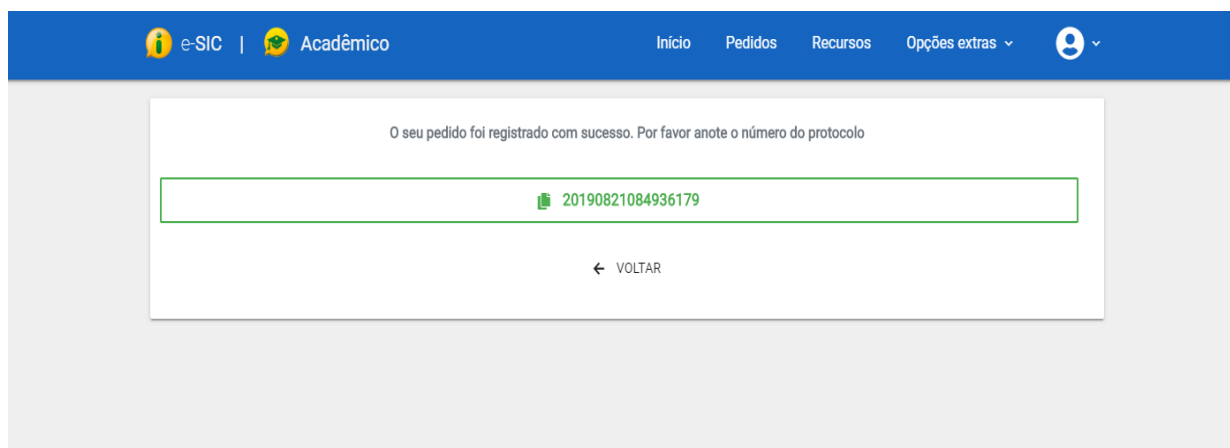 e-SIC | Acadêmico Início Pedidos Recursos Opções extras
O seu pedido foi registrado com sucesso. Por favor anote o número do protocolo
20190821084936179
VOLTAR